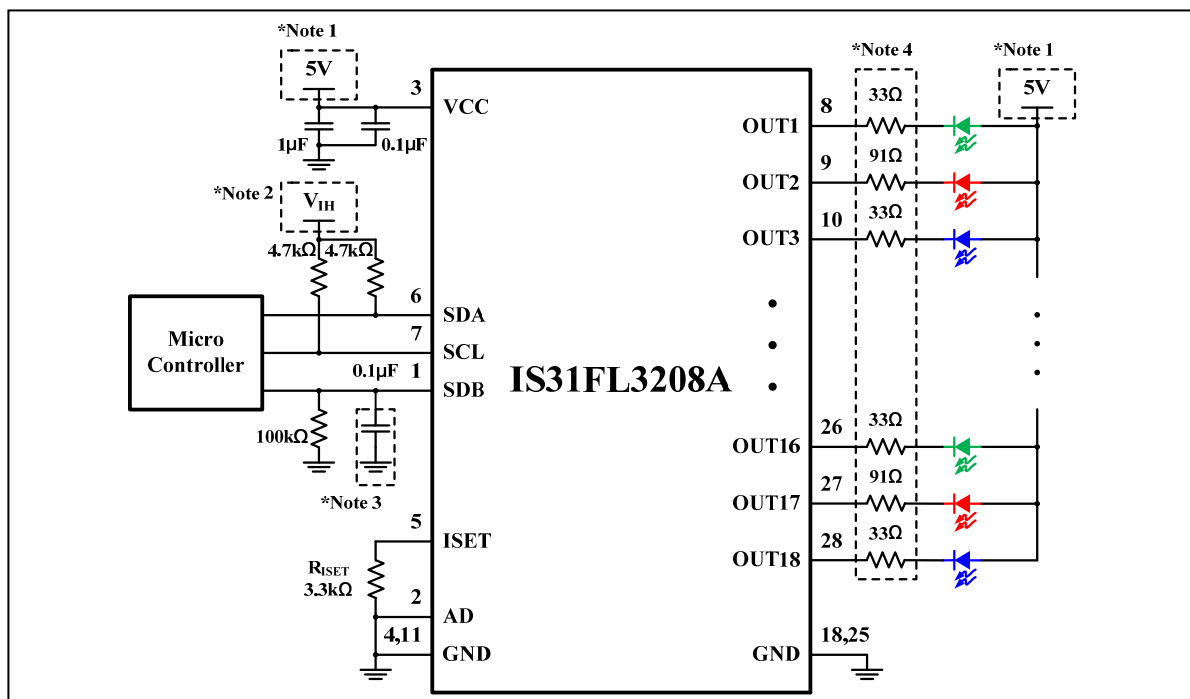 *Note 1
5V
3
VCC
1µF
0.1µF
*Note 2
VIH
4.7kΩ
4.7kΩ
6
SDA
7
SCL
Micro
Controller
0.1µF
1
SDB
100kΩ
*Note 3
5
ISET
RISET
3.3kΩ
2
AD
4,11
GND
IS31FL3208A
*Note 4
*Note 1
5V
8
33Ω
OUT1
9
91Ω
OUT2
10
33Ω
OUT3
26
33Ω
OUT16
27
91Ω
OUT17
28
33Ω
OUT18
18,25
GND